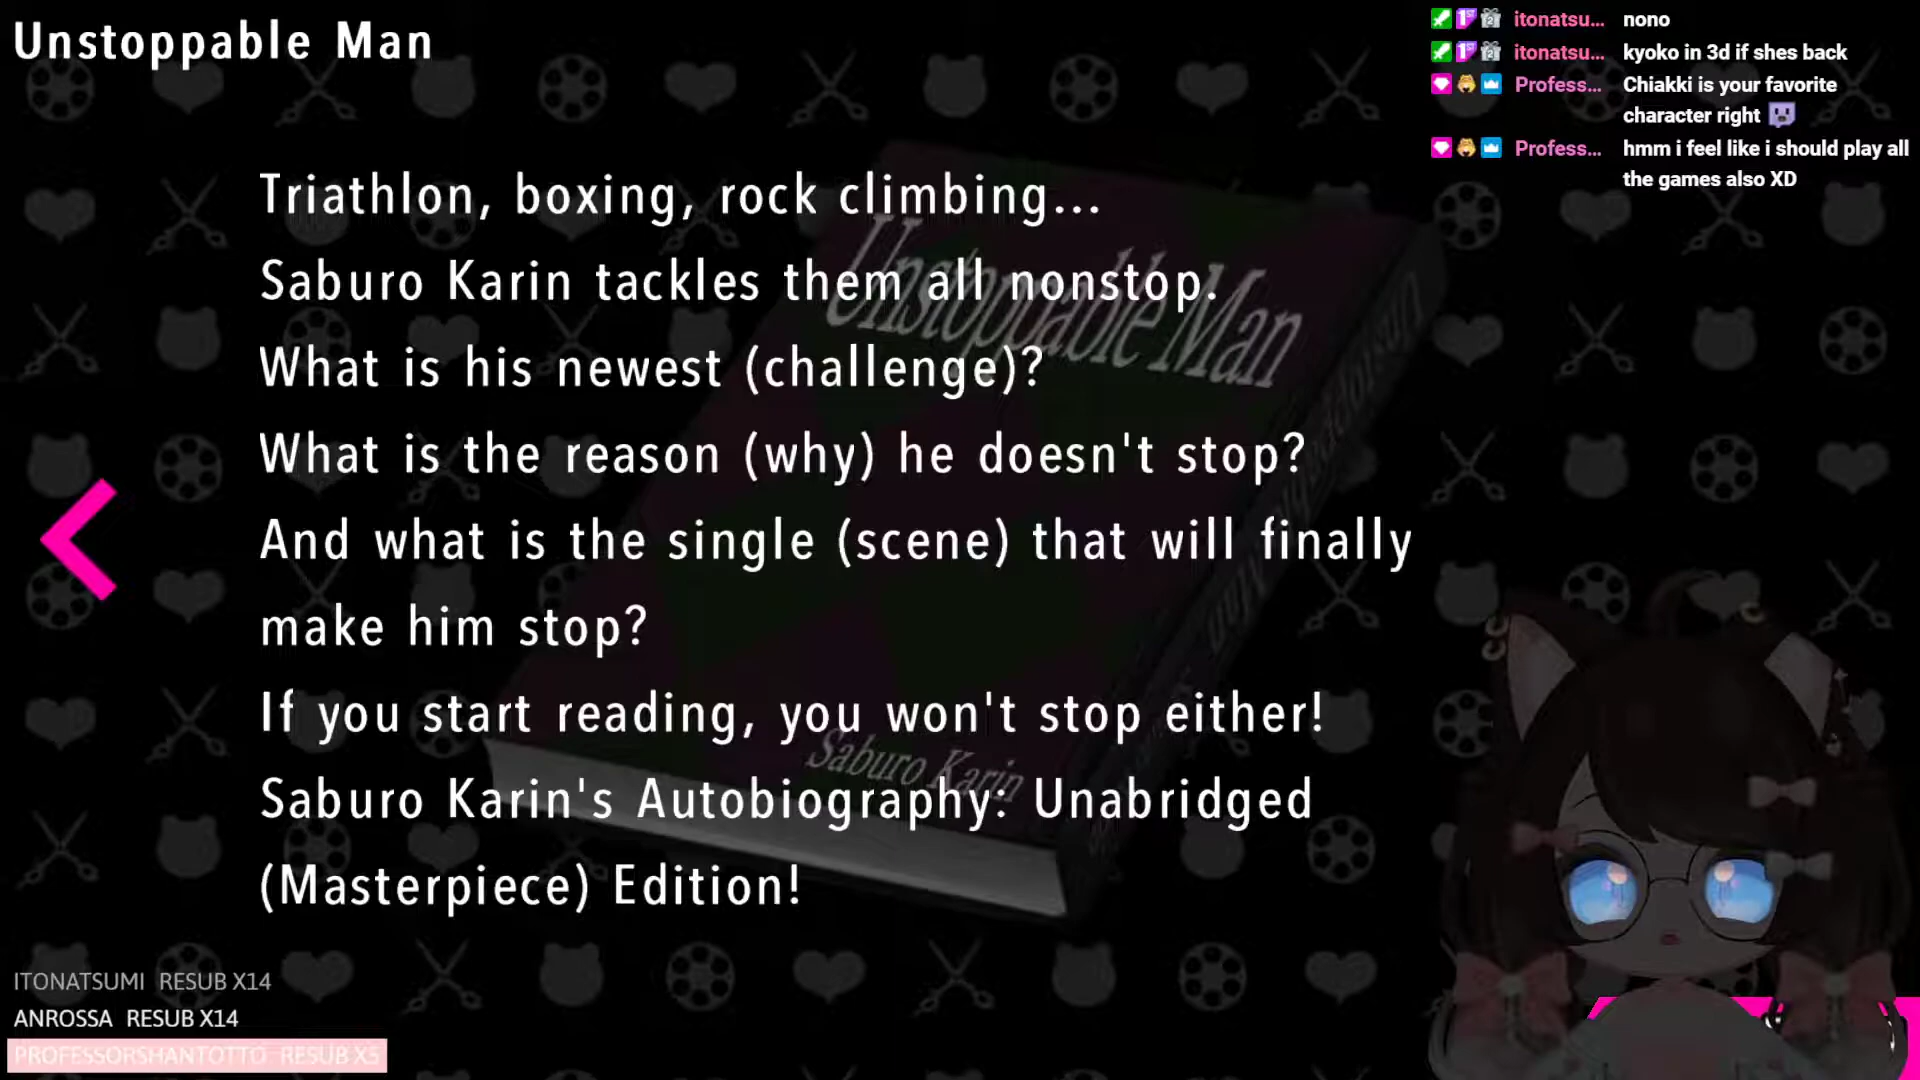 Unstoppable Man
Triathlon, boxing, rock climbing...
Saburo Karin tackles them all nonstop.
What is his newest (challenge)?
What is the reason (why) he doesn't stop?
And what is the single (scene) that will finally
make him stop?
If you start reading, you won't stop either!
Saburo Karin's Autobiography: Unabridged
(Masterpiece) Edition!
Unstoppable Man
Saburo Karin
itonatsu... nono
itonatsu... kyoko in 3d if shes back
Profess... Chiakki is your favorite
character right
Profess... hmm i feel like i should play all
the games also XD
ITONATSUMI RESUB X14
ANROSSA RESUB X14
PROFESSORSHANTOTTO RESUB X5